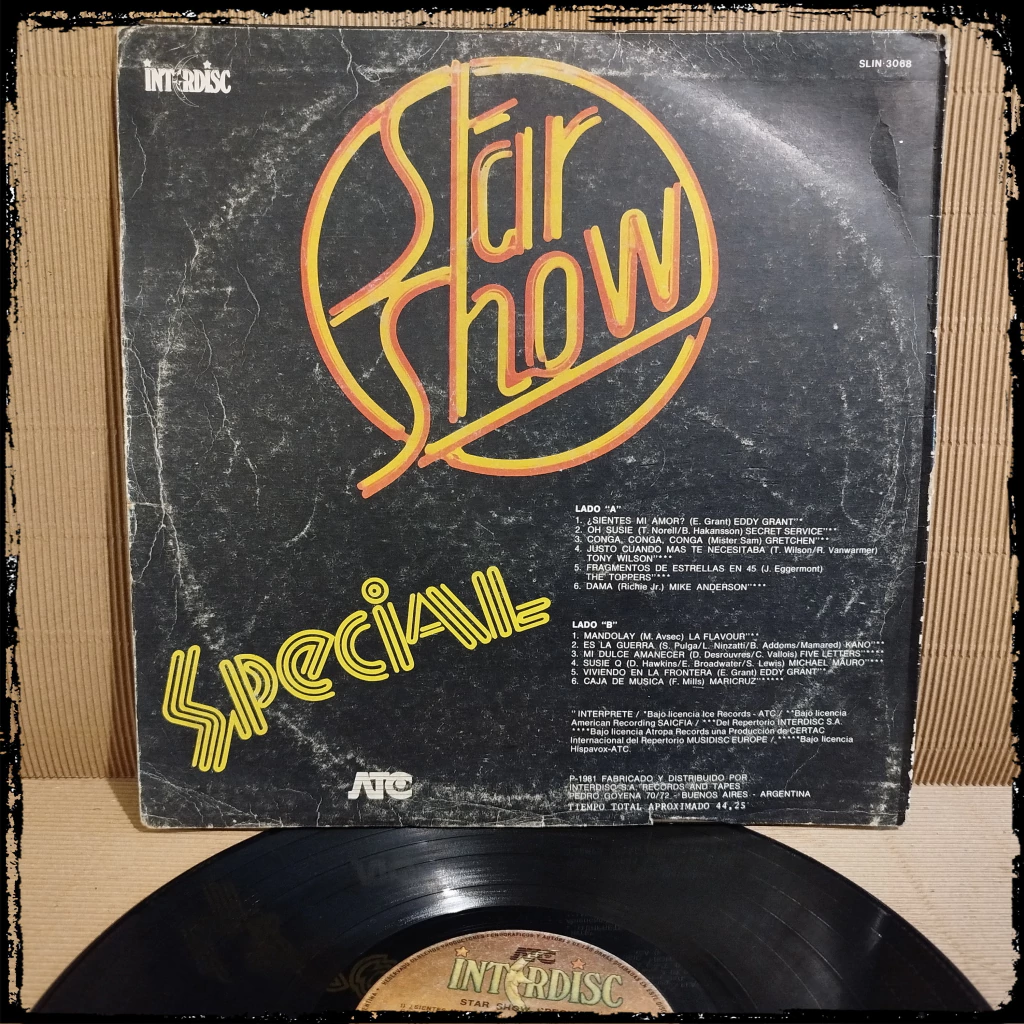 INTERDISC
SLIN-3088
Star
Show
Special
LADO "A"
1. ¿SIENTES MI AMOR? (E. Grant) EDDY GRANT"*
2. OH SUSIE (T. Norell/B. Hakansson) SECRET SERVICE"**
3. CONGA, CONGA, CONGA (Mister Sam) GRETCHEN"**
4. JUSTO CUANDO MAS TE NECESITABA (T. Wilson/R. Vanwarmer)
TONY WILSON"***
5. FRAGMENTOS DE ESTRELLAS EN 45 (J. Eggermont)
THE TOPPERS"***
6. DAMA (Richie Jr.) MIKE ANDERSON"***
LADO "B"
1. MANDOLAY (M. Avsec) LA FLAVOUR"**
2. ES LA GUERRA (S. Pulga/L. Ninzatti/B. Addoms/Mamared) KANO"***
3. MI DULCE AMANECER (D. Desrouvres/C. Vallois) FIVE LETTERS"****
4. SUSIE Q (D. Hawkins/E. Broadwater/S. Lewis) MICHAEL MAURO"***
5. VIVIENDO EN LA FRONTERA (E. Grant) EDDY GRANT"*
6. CAJA DE MUSICA (F. Mills) MARICRUZ"*****
" INTERPRETE / *Bajo licencia Ice Records - ATC / **Bajo licencia
American Recording SAICFIA / ***Del Repertorio INTERDISC S.A.
****Bajo licencia Atropa Records una Producción de CERTAC
Internacional del Repertorio MUSIDISC EUROPE / *****Bajo licencia
Hispavox-ATC.
ATC
P-1981 FABRICADO Y DISTRIBUIDO POR
INTERDISC S.A. RECORDS AND TAPES
PEDRO GOYENA 70/72 - BUENOS AIRES - ARGENTINA
TIEMPO TOTAL APROXIMADO 44,25
ATC
INTERDISC
STAR SHOW